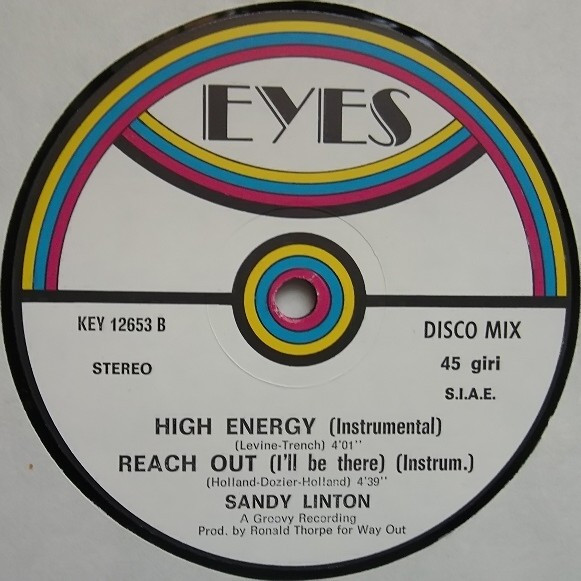 EYES
KEY 12653 B
DISCO MIX
STEREO
45 giri
S.I.A.E.
HIGH ENERGY (Instrumental)
(Levine-Trench) 4'01"
REACH OUT (I'll be there) (Instrum.)
(Holland-Dozier-Holland) 4'39"
SANDY LINTON
A Groovy Recording
Prod. by Ronald Thorpe for Way Out